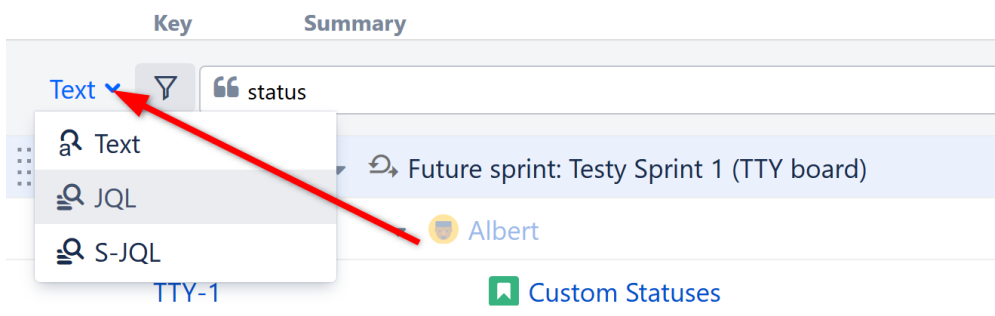 Key Summary
Text status
Text
Future sprint: Testy Sprint 1 (TTY board)
JQL
Albert
S-JQL
TTY-1 Custom Statuses